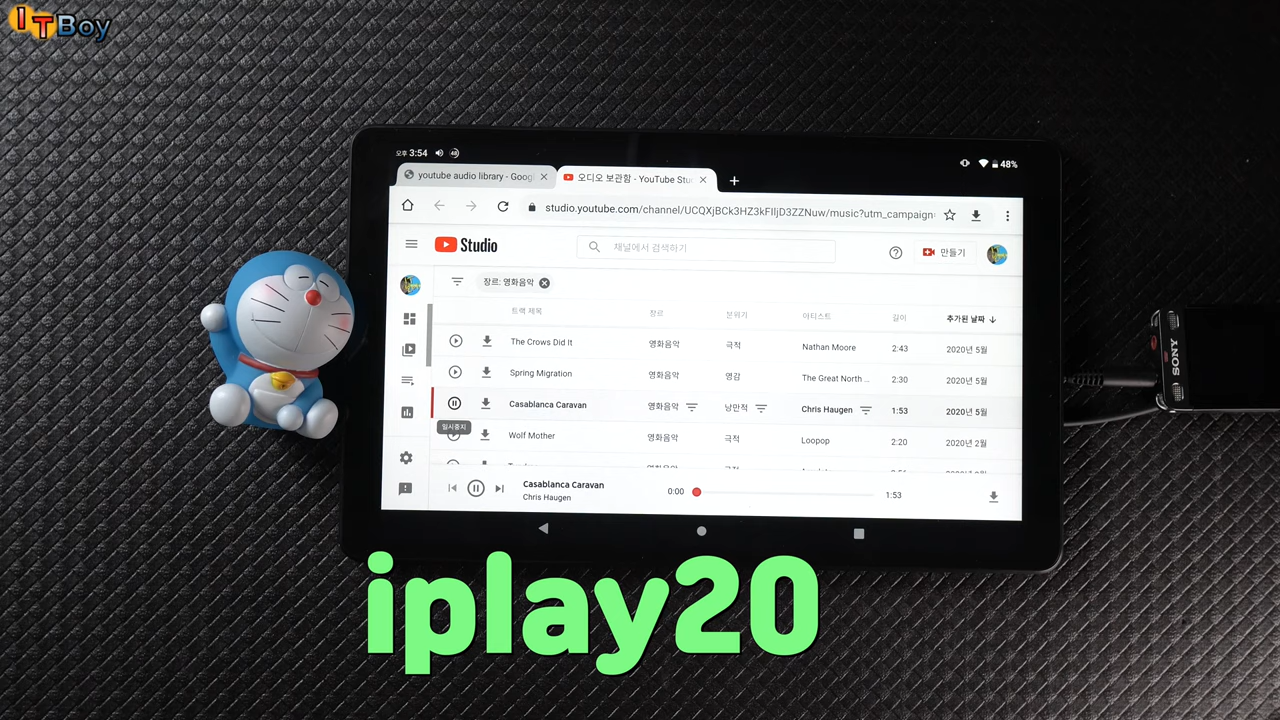 ITBoy
오후 3:54 48
48%
youtube audio library - Goog
오디오 보관함 - YouTube Stu
studio.youtube.com/channel/UCQXjBCk3HZ3kFIljD3ZZNuw/music?utm_campaign=
Studio
채널에서 검색하기
만들기
장르: 영화음악
트랙 제목 장르 분위기 아티스트 길이 추가된 날짜
The Crows Did It 영화음악 극적 Nathan Moore 2:43 2020년 5월
Spring Migration 영화음악 영감 The Great North ... 2:30 2020년 5월
Casablanca Caravan 영화음악 낭만적 Chris Haugen 1:53 2020년 5월
일시중지
Wolf Mother 영화음악 극적 Loopop 2:20 2020년 2월
Casablanca Caravan
Chris Haugen
0:00 1:53
SONY
iplay20